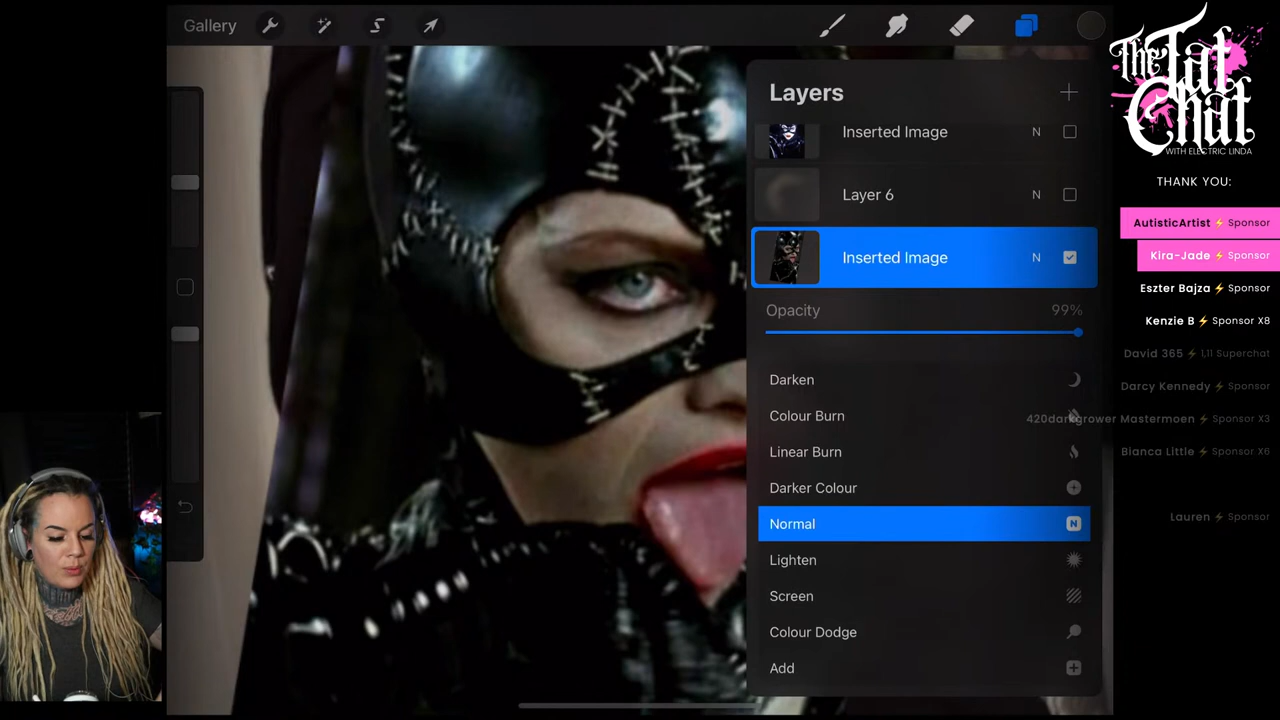 Gallery
Layers
Inserted Image N
Layer 6 N
Inserted Image N
Opacity 99%
Darken
Colour Burn
Linear Burn
Darker Colour
Normal N
Lighten
Screen
Colour Dodge
Add
The
Tat
Chat
WITH ELECTRIC LINDA
THANK YOU:
AutisticArtist ⚡ Sponsor
Kira-Jade ⚡ Sponsor
Eszter Bajza ⚡ Sponsor
Kenzie B ⚡ Sponsor X8
David 365 ⚡ 1,11 Superchat
Darcy Kennedy ⚡ Sponsor
420darkgrower Mastermoen ⚡ Sponsor X3
Bianca Little ⚡ Sponsor X6
Lauren ⚡ Sponsor